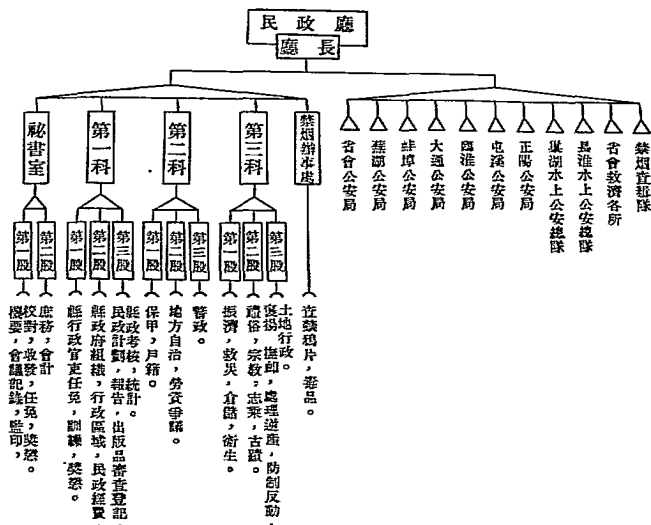 民政廳
廳長
祕書室
第一科
第二科
第三科
禁烟辦事處
省會公安局
蕪湖公安局
蚌埠公安局
大通公安局
臨淮公安局
屯溪公安局
正陽公安局
巢湖水上公安總隊
長淮水上公安總隊
省會救濟各所
禁烟查緝隊
第一股
第二股
第一股
第二股
第三股
第一股
第二股
第三股
第一股
第二股
第三股
機要，會議記錄，監印，
校對，收發，任免，獎懲。
庶務，會計
縣行政官吏任免，訓練，獎懲。
縣政府組織，行政區域，民政經費，
民政計劃，報告，出版品審查登記，
縣政考核，統計。
保甲，戶籍。
地方自治，勞資爭議。
警政。
振濟，救災，倉儲，衛生。
禮俗，宗教，志乘，古蹟。
褒揚，撫卹，處理逆產，防制反動，
土地行政。
查禁鴉片，毒品。